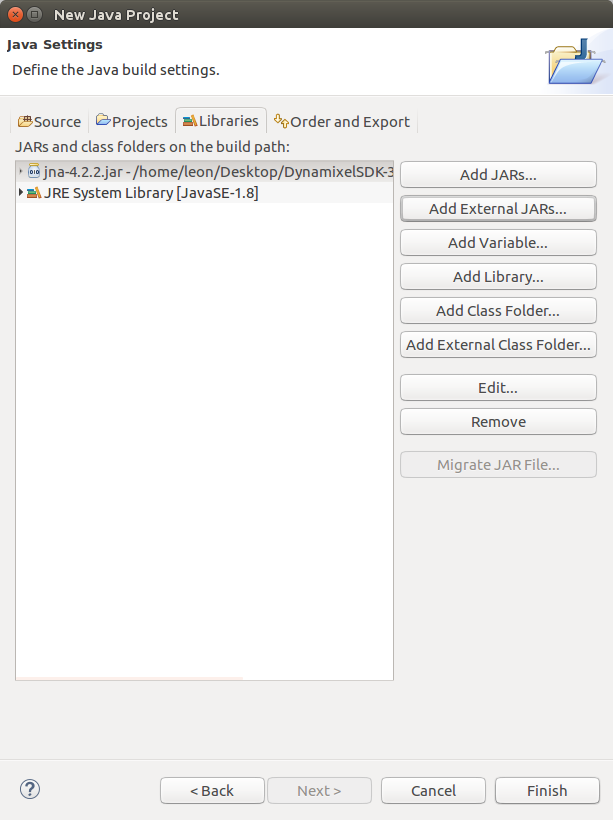 New Java Project
Java Settings
Define the Java build settings.
Source Projects Libraries Order and Export
JARs and class folders on the build path:
jna-4.2.2.jar - /home/leon/Desktop/DynamixelSDK-3
JRE System Library [JavaSE-1.8]
Add JARs...
Add External JARs...
Add Variable...
Add Library...
Add Class Folder...
Add External Class Folder...
Edit...
Remove
Migrate JAR File...
?
< Back Next > Cancel Finish